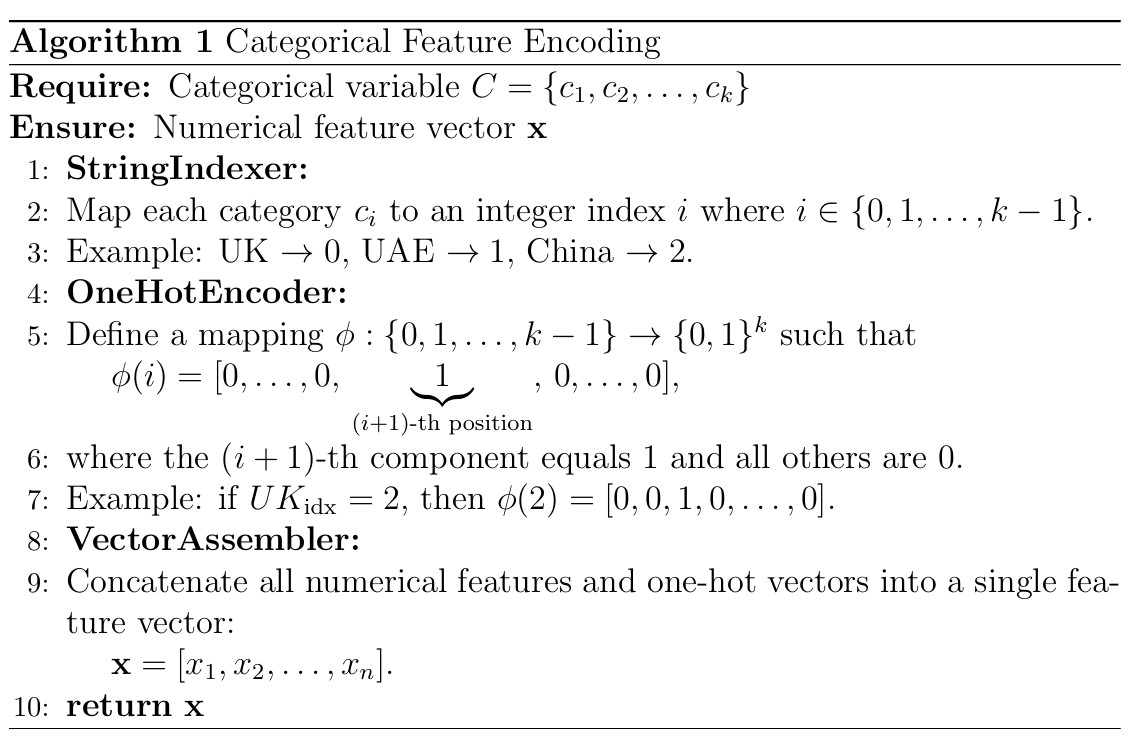 Algorithm 1 Categorical Feature Encoding
Require: Categorical variable C = {c₁, c₂, . . . , cₖ}
Ensure: Numerical feature vector x
1: StringIndexer:
2: Map each category cᵢ to an integer index i where i ∈ {0, 1, . . . , k − 1}.
3: Example: UK → 0, UAE → 1, China → 2.
4: OneHotEncoder:
5: Define a mapping ϕ : {0, 1, . . . , k − 1} → {0, 1}ᵏ such that
ϕ(i) = [0, . . . , 0, 1 , 0, . . . , 0],
(i+1)-th position
6: where the (i + 1)-th component equals 1 and all others are 0.
7: Example: if UK_idx = 2, then ϕ(2) = [0, 0, 1, 0, . . . , 0].
8: VectorAssembler:
9: Concatenate all numerical features and one-hot vectors into a single fea-
ture vector:
x = [x₁, x₂, . . . , xₙ].
10: return x